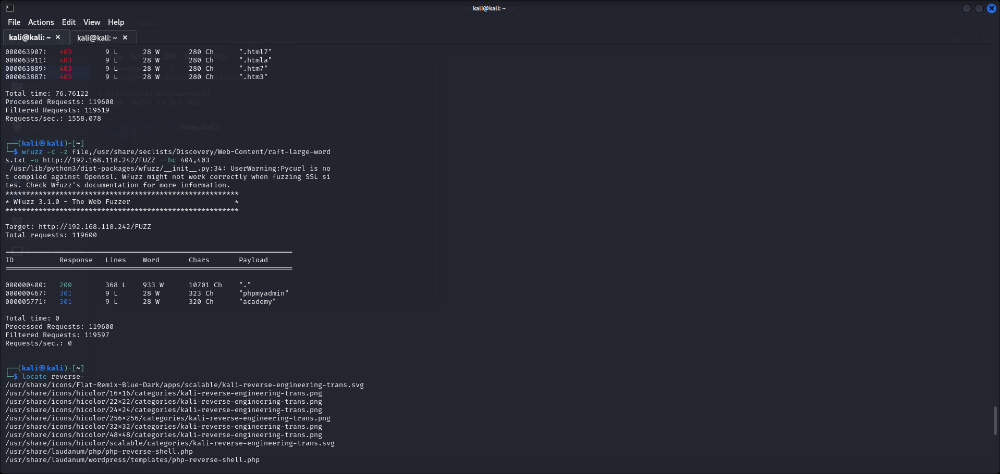 kali@kali: ~
File Actions Edit View Help
kali@kali: ~ × kali@kali: ~ ×
000063907: 403 9 L 28 W 280 Ch ".html7"
000063911: 403 9 L 28 W 280 Ch ".htmla"
000063889: 403 9 L 28 W 280 Ch ".htm7"
000063887: 403 9 L 28 W 280 Ch ".htm3"
Total time: 76.76122
Processed Requests: 119600
Filtered Requests: 119519
Requests/sec.: 1558.078
┌──(kali㉿kali)-[~]
└─$ wfuzz -c -z file,/usr/share/seclists/Discovery/Web-Content/raft-large-word
s.txt -u http://192.168.118.242/FUZZ --hc 404,403
/usr/lib/python3/dist-packages/wfuzz/__init__.py:34: UserWarning:Pycurl is no
t compiled against Openssl. Wfuzz might not work correctly when fuzzing SSL si
tes. Check Wfuzz's documentation for more information.
********************************************************
* Wfuzz 3.1.0 - The Web Fuzzer *
********************************************************
Target: http://192.168.118.242/FUZZ
Total requests: 119600
=====================================================================
ID Response Lines Word Chars Payload
=====================================================================
000000400: 200 368 L 933 W 10701 Ch "."
000000467: 301 9 L 28 W 323 Ch "phpmyadmin"
000005771: 301 9 L 28 W 320 Ch "academy"
Total time: 0
Processed Requests: 119600
Filtered Requests: 119597
Requests/sec.: 0
┌──(kali㉿kali)-[~]
└─$ locate reverse-
/usr/share/icons/Flat-Remix-Blue-Dark/apps/scalable/kali-reverse-engineering-trans.svg
/usr/share/icons/hicolor/16×16/categories/kali-reverse-engineering-trans.png
/usr/share/icons/hicolor/22×22/categories/kali-reverse-engineering-trans.png
/usr/share/icons/hicolor/24×24/categories/kali-reverse-engineering-trans.png
/usr/share/icons/hicolor/256×256/categories/kali-reverse-engineering-trans.png
/usr/share/icons/hicolor/32×32/categories/kali-reverse-engineering-trans.png
/usr/share/icons/hicolor/48×48/categories/kali-reverse-engineering-trans.png
/usr/share/icons/hicolor/scalable/categories/kali-reverse-engineering-trans.svg
/usr/share/laudanum/php/php-reverse-shell.php
/usr/share/laudanum/wordpress/templates/php-reverse-shell.php